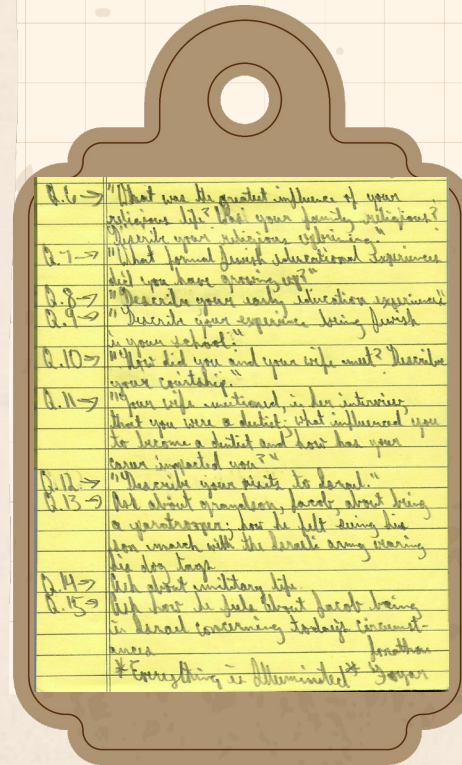 Q.6→ "What was the greatest influence of your
religious life? Was your family religious?
Describe your religious upbringing."
Q.7→ "What formal Jewish educational experiences
did you have growing up?"
Q.8→ "Describe your early education experiences"
Q.9→ "Describe your experience being Jewish
in your school."
Q.10→ "How did you and your wife meet? Describe
your courtship."
Q.11→ "Your wife mentioned, in her interview,
that you were a dentist; what influenced you
to become a dentist and how has your
career impacted you?"
Q.12→ "Describe your visits to Israel."
Q.13→ Ask about grandson, Jacob, about being
a paratrooper; how he felt seeing his
son march with the Israeli army wearing
his dog tags
Q.14→ Ask about military life.
Q.15→ Ask how he feels about Jacob being
in Israel concerning today's circumst-
ances
Jonathan
*Everything is Illuminated*